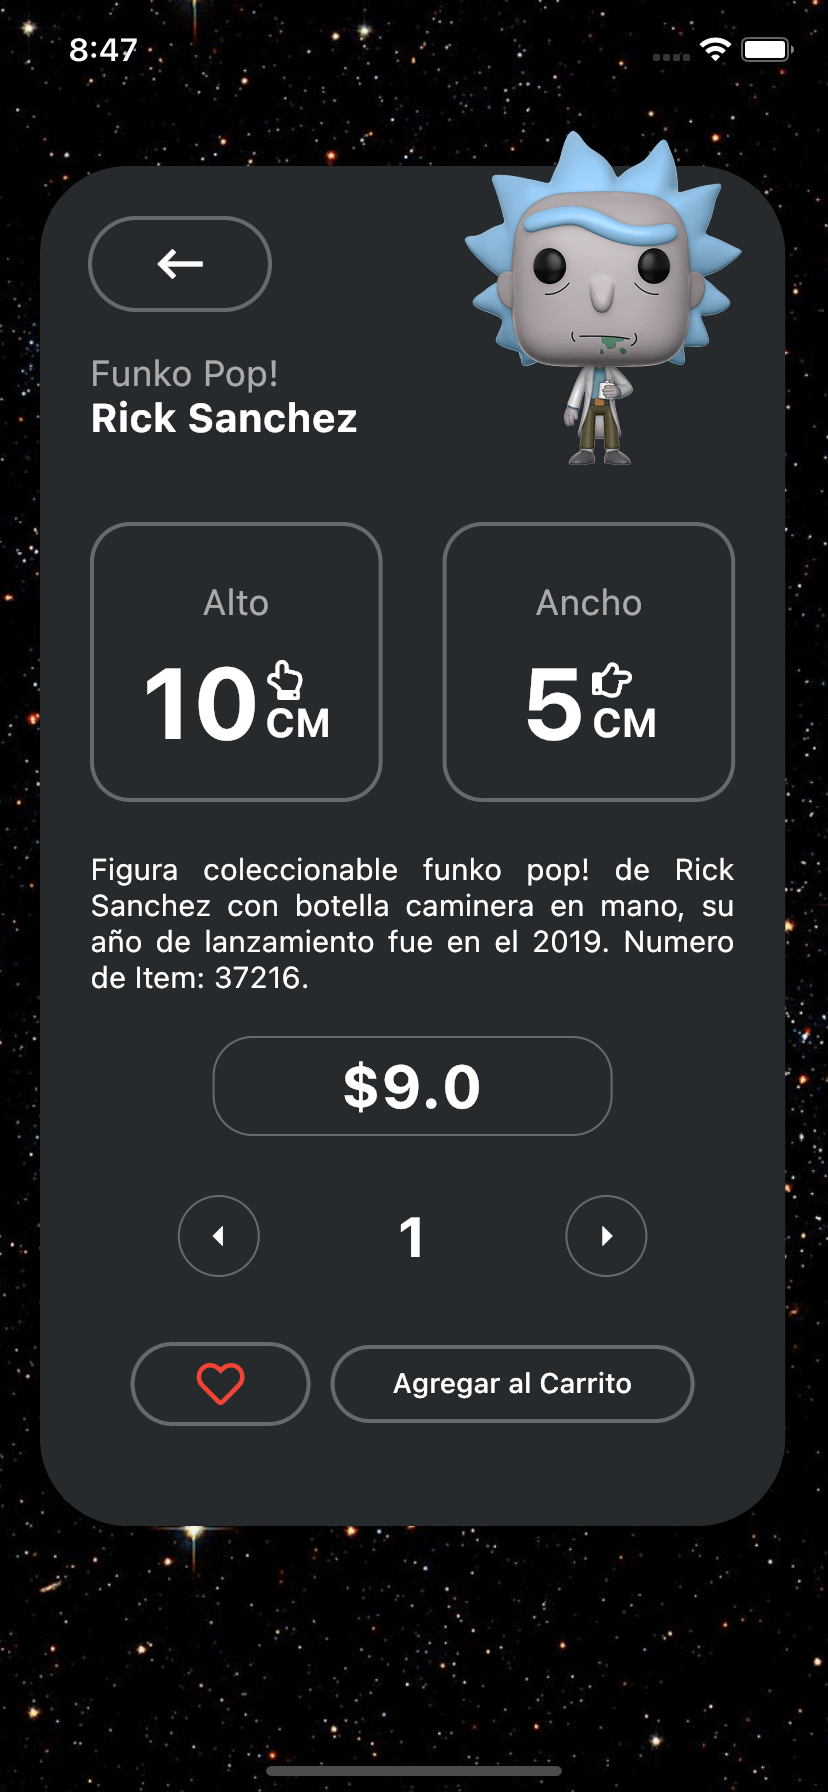 8:47
Funko Pop!
Rick Sanchez
Alto
10 CM
Ancho
5 CM
Figura coleccionable funko pop! de Rick
Sanchez con botella caminera en mano, su
año de lanzamiento fue en el 2019. Numero
de Item: 37216.
$9.0
1
Agregar al Carrito